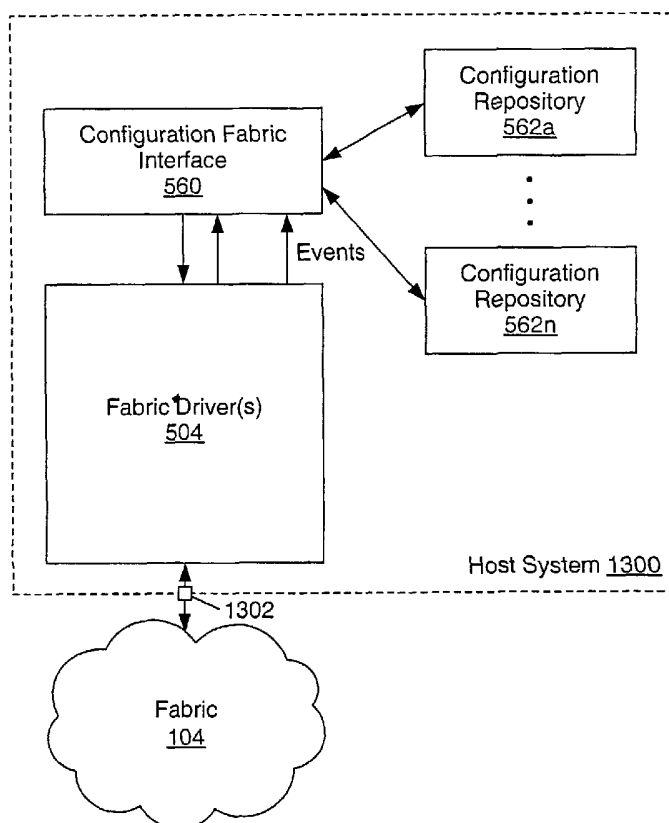 Configuration
Repository
562a
Configuration Fabric
Interface
560
Events
Configuration
Repository
562n
Fabric Driver(s)
504
Host System 1300
1302
Fabric
104